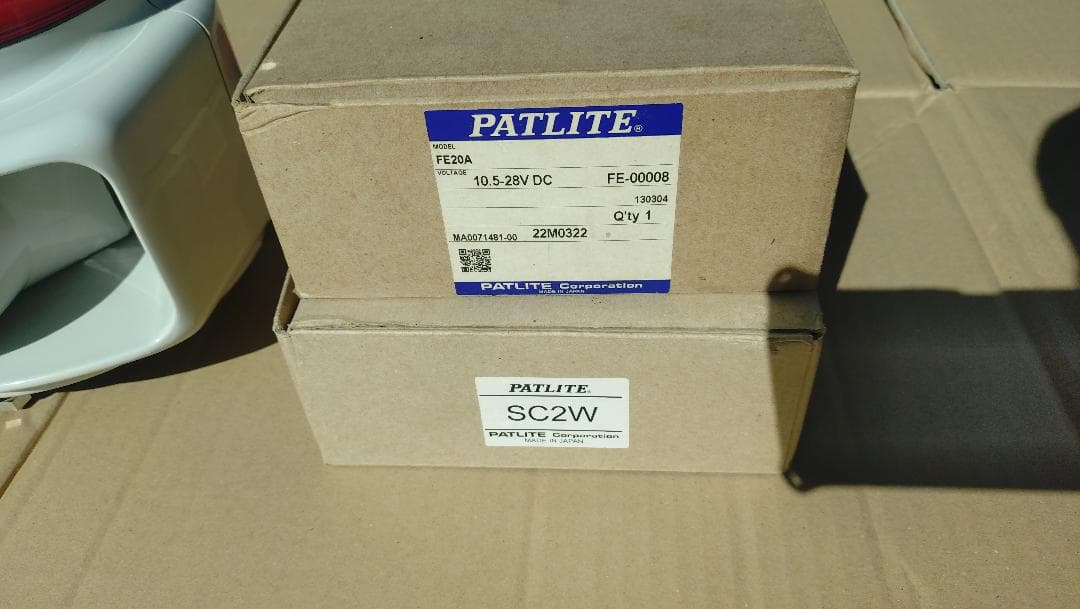 PATLITE®
MODEL
FE20A
VOLTAGE 10.5-28V DC FE-00008
130304
Q'ty 1
MA0071481-00 22M0322
PATLITE Corporation
MADE IN JAPAN
PATLITE®
SC2W
PATLITE Corporation
MADE IN JAPAN